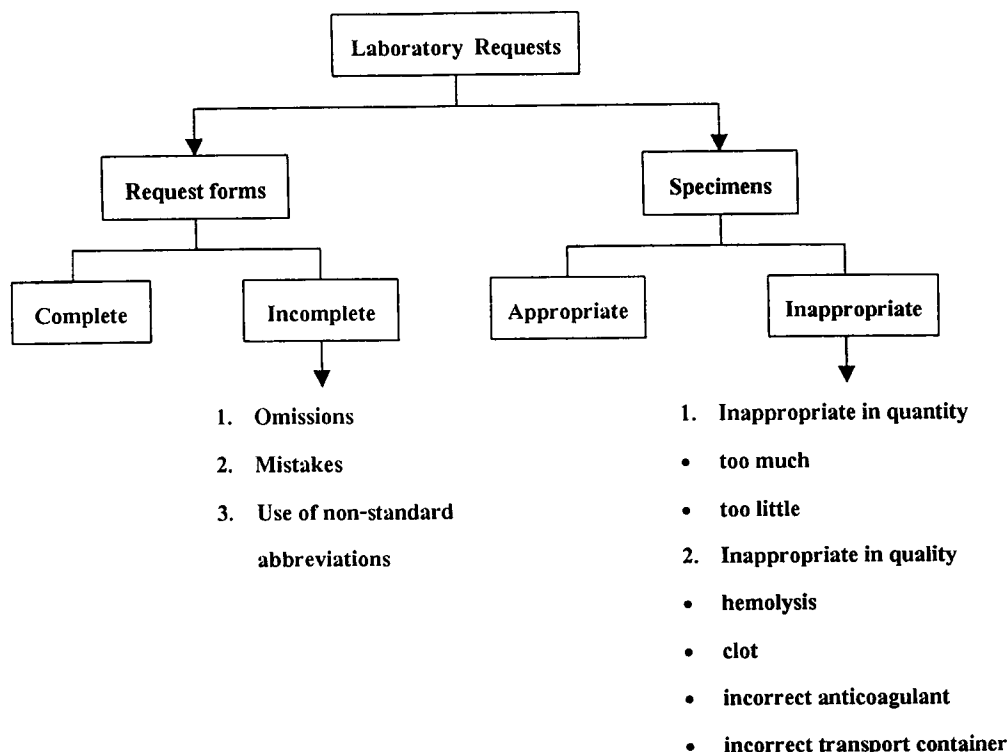 Laboratory Requests
Request forms
Specimens
Complete
Incomplete
Appropriate
Inappropriate
1. Omissions
2. Mistakes
3. Use of non-standard
abbreviations
1. Inappropriate in quantity
• too much
• too little
2. Inappropriate in quality
• hemolysis
• clot
• incorrect anticoagulant
• incorrect transport container